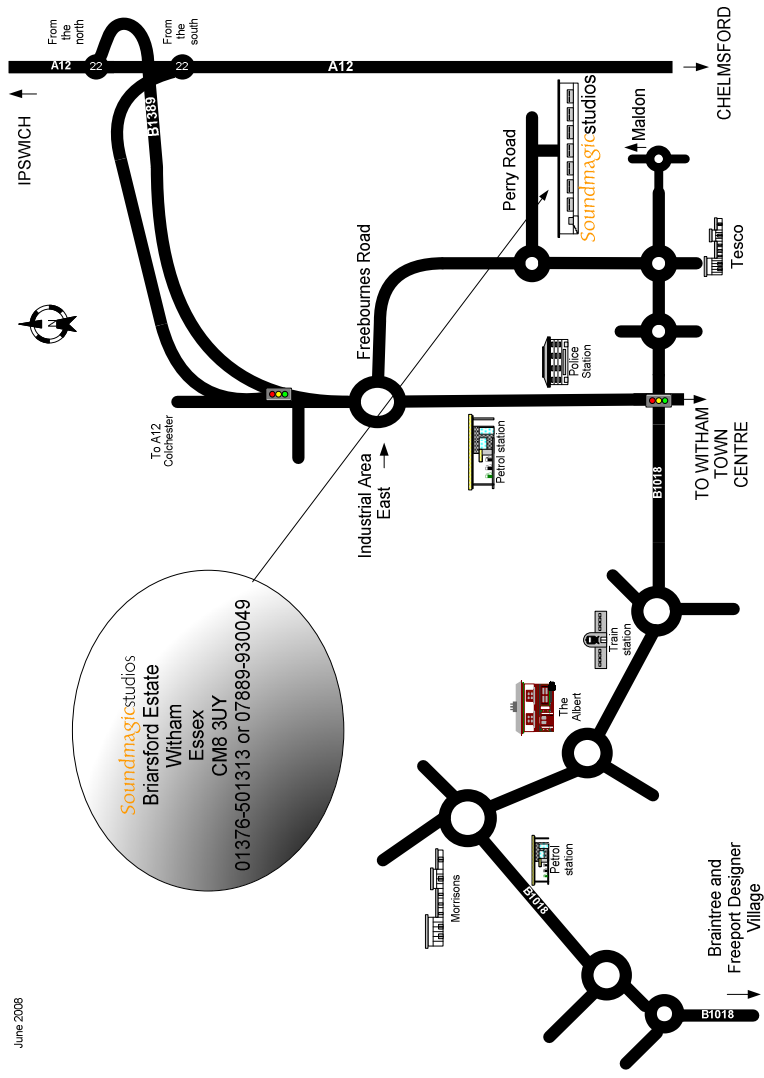 June 2008
Soundmagicstudios
Briarsford Estate
Witham
Essex
CM8 3UY
01376-501313 or 07889-930049
IPSWICH
From
the
north
From
the
south
22
22
A12
A12
B1389
CHELMSFORD
N
To A12
Colchester
Industrial Area
East
Freebournes Road
Perry Road
Soundmagicstudios
Maldon
Tesco
Police
Station
Petrol station
TO WITHAM
TOWN
CENTRE
B1018
Train
station
The
Albert
Morrisons
Petrol
station
B1018
Braintree and
Freeport Designer
Village
B1018